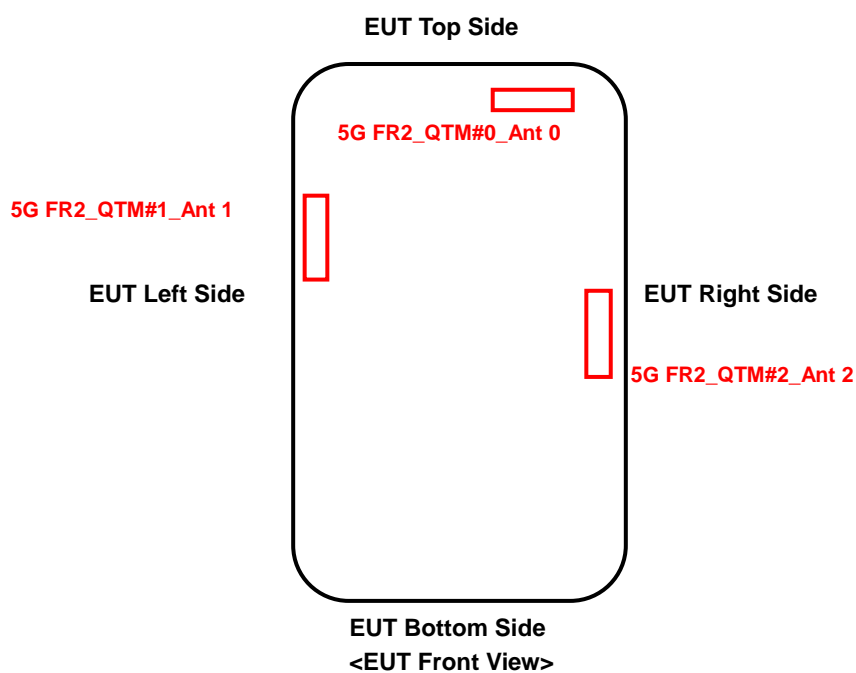 EUT Top Side
5G FR2_QTM#0_Ant 0
5G FR2_QTM#1_Ant 1
EUT Left Side
EUT Right Side
5G FR2_QTM#2_Ant 2
EUT Bottom Side
<EUT Front View>